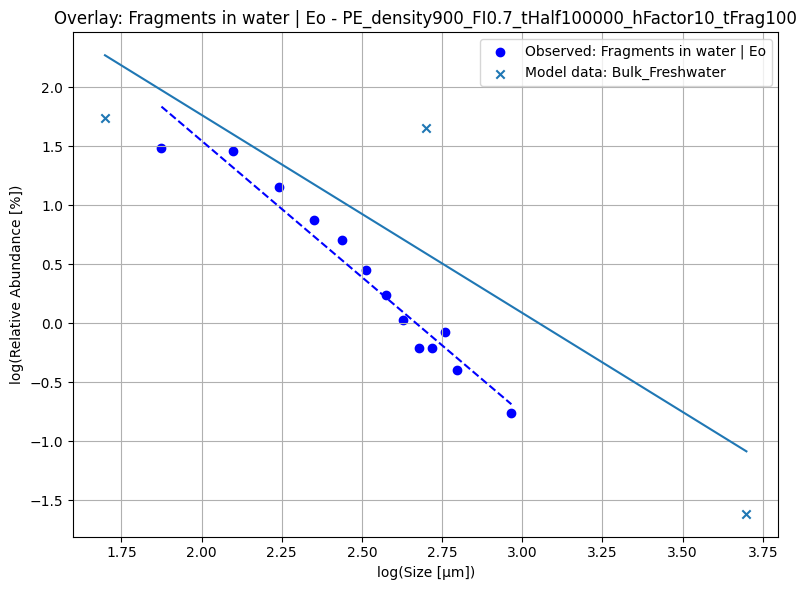 Overlay: Fragments in water | Eo - PE_density900_FI0.7_tHalf100000_hFactor10_tFrag100
Observed: Fragments in water | Eo
Model data: Bulk_Freshwater
log(Relative Abundance [%])
2.0
1.5
1.0
0.5
0.0
−0.5
−1.0
−1.5
1.75 2.00 2.25 2.50 2.75 3.00 3.25 3.50 3.75
log(Size [μm])